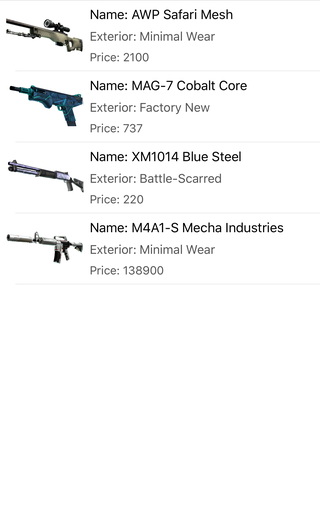 Name: AWP Safari Mesh
Exterior: Minimal Wear
Price: 2100
Name: MAG-7 Cobalt Core
Exterior: Factory New
Price: 737
Name: XM1014 Blue Steel
Exterior: Battle-Scarred
Price: 220
Name: M4A1-S Mecha Industries
Exterior: Minimal Wear
Price: 138900